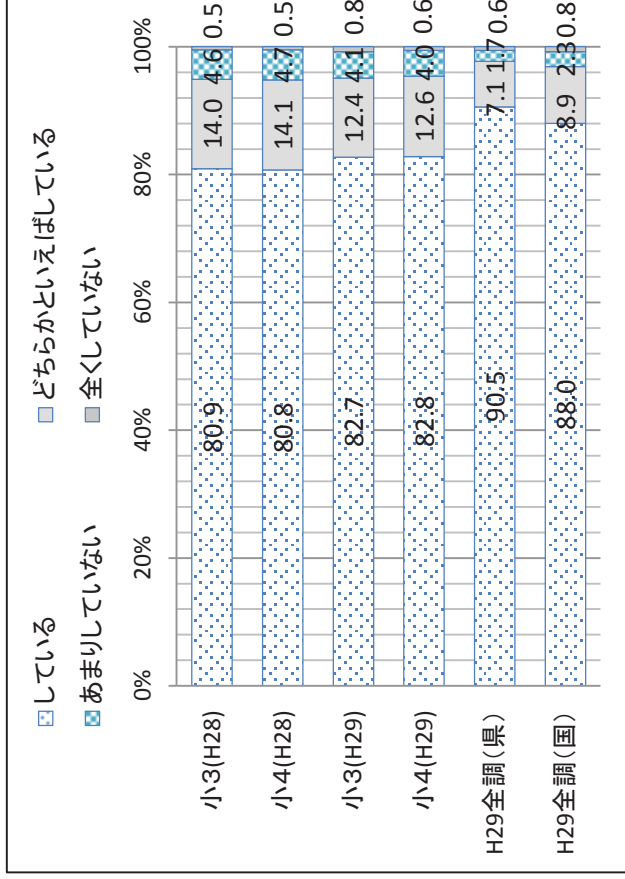 している
どちらかといえばしている
あまりしていない
全くしていない
0% 20% 40% 60% 80% 100%
小3(H28) 80.9 14.0 4.6 0.5
小4(H28) 80.8 14.1 4.7 0.5
小3(H29) 82.7 12.4 4.1 0.8
小4(H29) 82.8 12.6 4.0 0.6
H29全調(県) 90.5 7.1 1.7 0.6
H29全調(国) 88.0 8.9 2.3 0.8